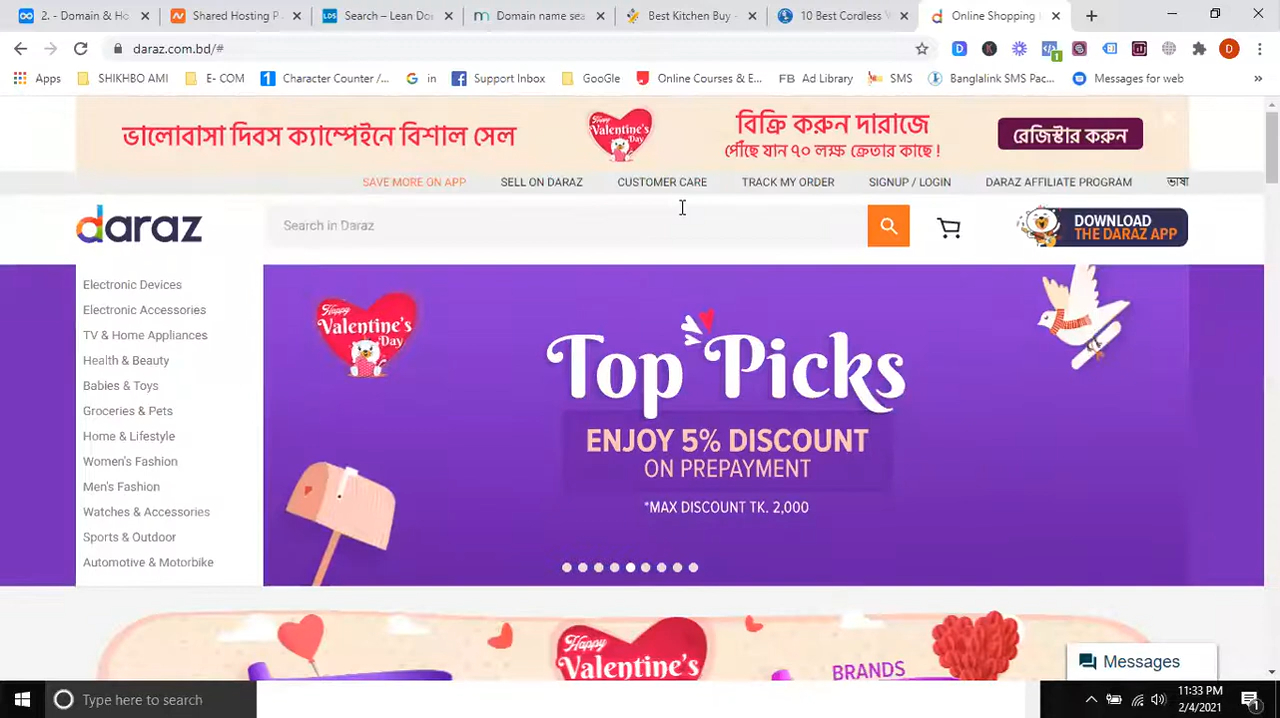 2. - Domain & Ho
Shared Hosting P
Search – Lean Do
Domain name sea
Best Kitchen Buy -
10 Best Cordless V
Online Shopping
daraz.com.bd/#
Apps
SHIKHBO AMI
E- COM
Character Counter /...
in
Support Inbox
GooGle
Online Courses & E...
FB Ad Library
SMS
Banglalink SMS Pac...
Messages for web
ভালোবাসা দিবস ক্যাম্পেইনে বিশাল সেল
Happy
Valentine's
Day
বিক্রি করুন দারাজে
পৌঁছে যান ৭০ লক্ষ ক্রেতার কাছে !
রেজিস্টার করুন
SAVE MORE ON APP
SELL ON DARAZ
CUSTOMER CARE
TRACK MY ORDER
SIGNUP / LOGIN
DARAZ AFFILIATE PROGRAM
ভাষা
daraz
Search in Daraz
DOWNLOAD
THE DARAZ APP
Electronic Devices
Electronic Accessories
TV & Home Appliances
Health & Beauty
Babies & Toys
Groceries & Pets
Home & Lifestyle
Women's Fashion
Men's Fashion
Watches & Accessories
Sports & Outdoor
Automotive & Motorbike
Happy
Valentine's
Day
Top Picks
ENJOY 5% DISCOUNT
ON PREPAYMENT
*MAX DISCOUNT TK. 2,000
Happy
Valentine's
BRANDS
Messages
Type here to search
11:33 PM
2/4/2021